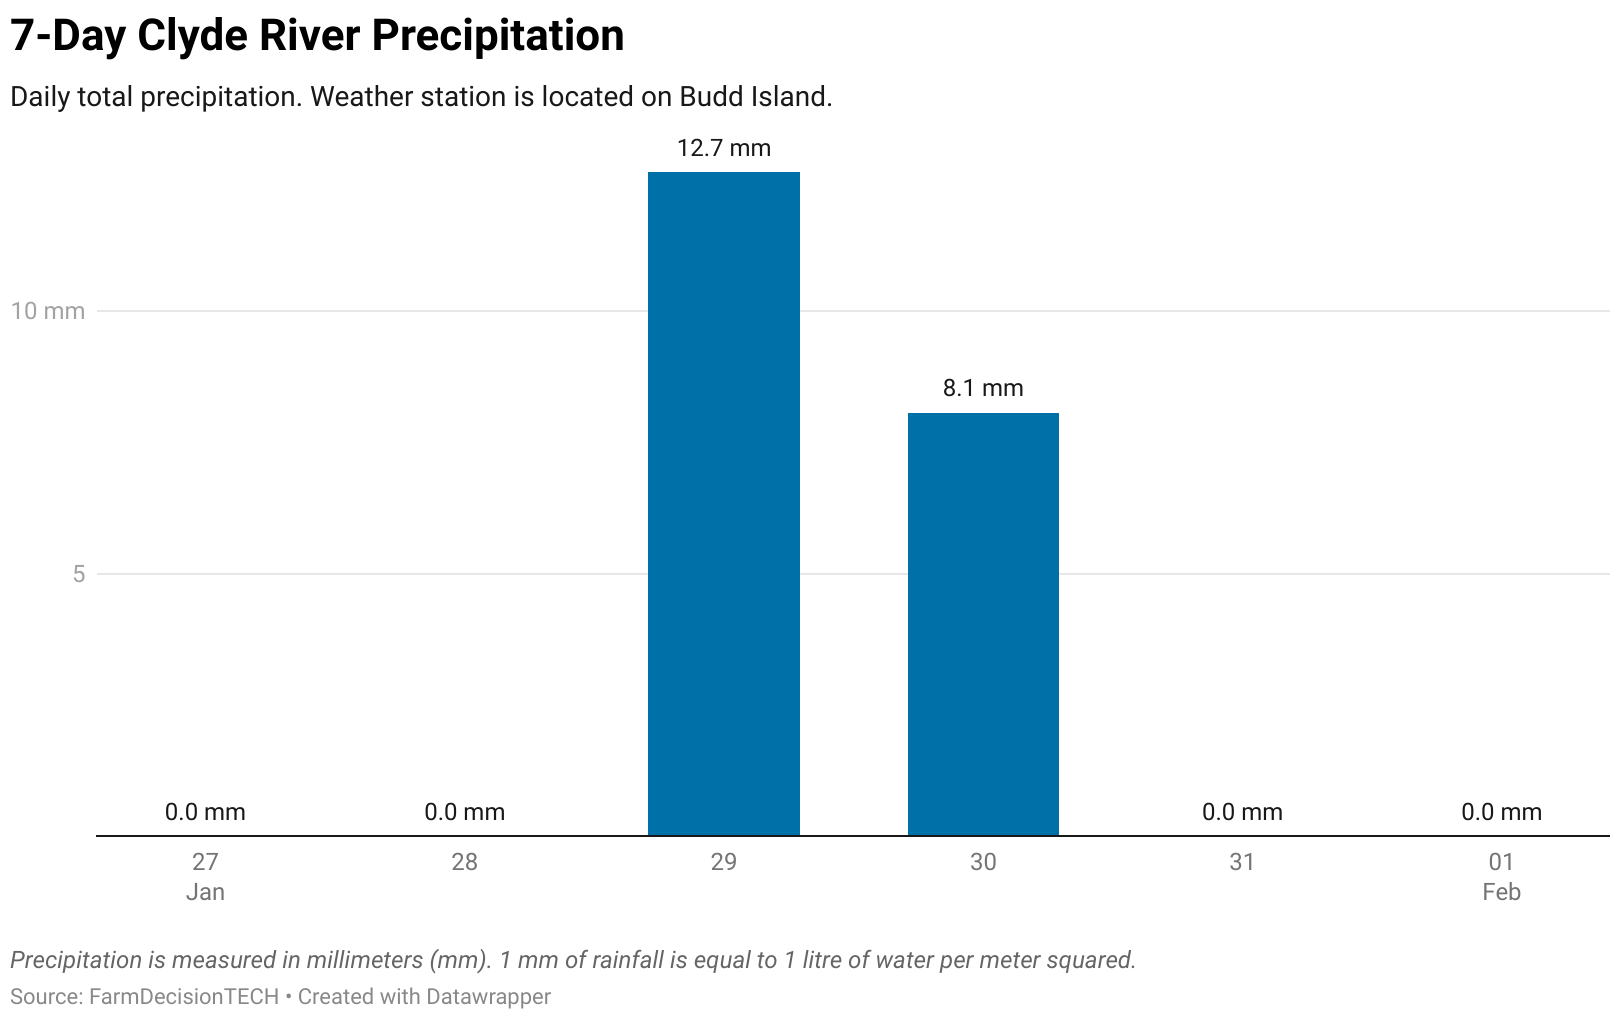 7-Day Clyde River Precipitation
Daily total precipitation. Weather station is located on Budd Island.
12.7 mm
10 mm
8.1 mm
5
0.0 mm 0.0 mm 0.0 mm 0.0 mm
27 28 29 30 31 01
Jan Feb
Precipitation is measured in millimeters (mm). 1 mm of rainfall is equal to 1 litre of water per meter squared.
Source: FarmDecisionTECH • Created with Datawrapper